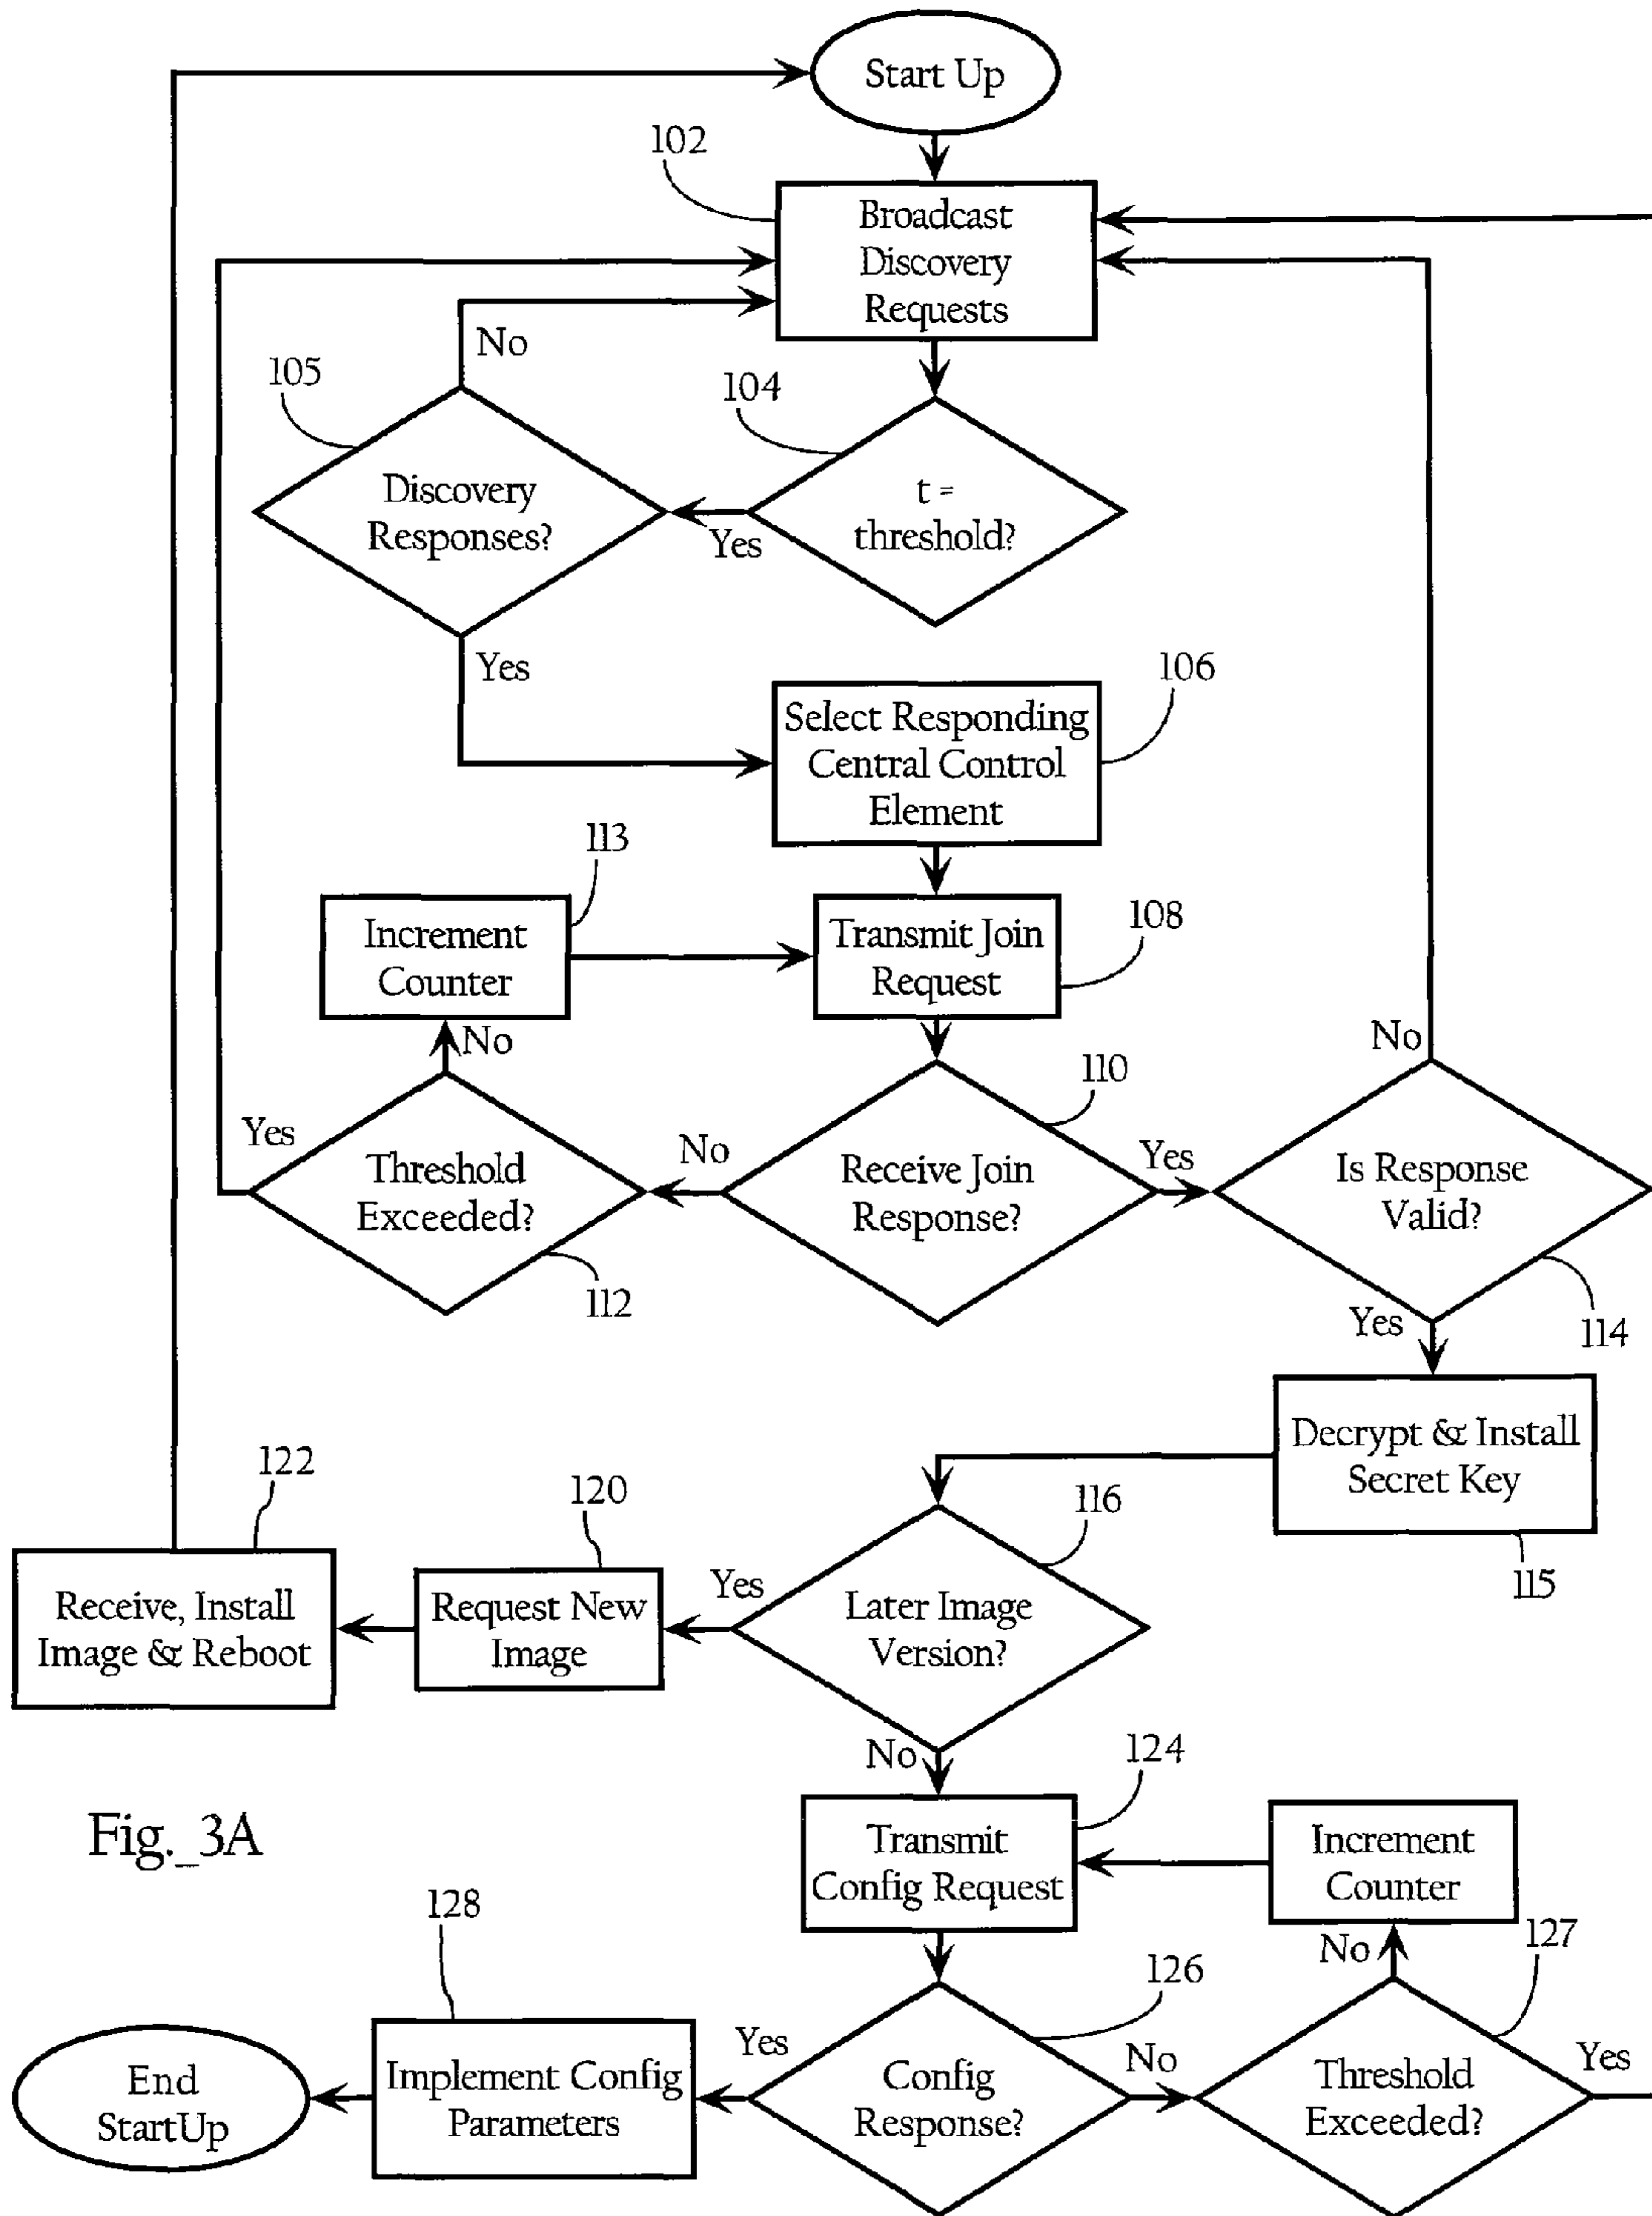 Start Up
102
Broadcast
Discovery
Requests
No
105
104
Discovery
Responses?
Yes
t =
threshold?
Yes
106
Select Responding
Central Control
Element
113
Increment
Counter
108
Transmit Join
Request
No
No
110
Yes
Threshold
Exceeded?
No
Receive Join
Response?
Yes
Is Response
Valid?
112
Yes
114
Decrypt & Install
Secret Key
115
122
120
116
Receive, Install
Image & Reboot
Request New
Image
Yes
Later Image
Version?
No
124
Fig._3A
Transmit
Config Request
Increment
Counter
128
No
127
126
End
StartUp
Implement Config
Parameters
Yes
Config
Response?
No
Threshold
Exceeded?
Yes